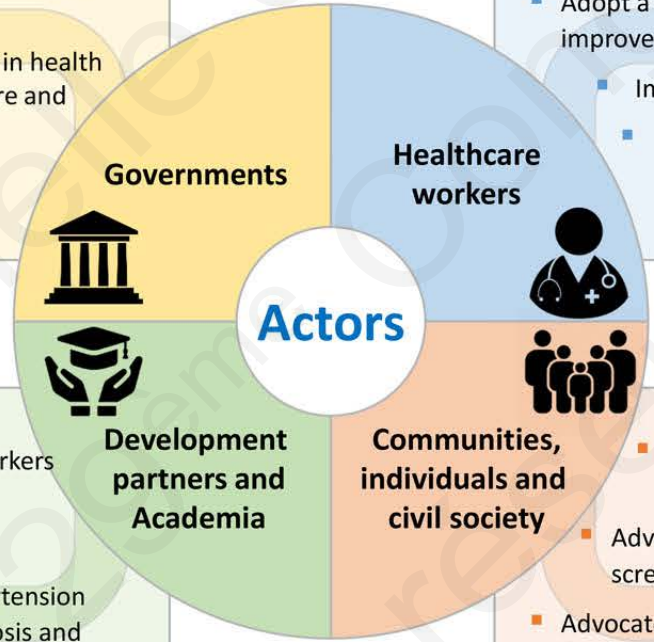 in health
re and
Adopt a
improve
Im
Governments
Healthcare
workers
Actors
Development
partners and
Academia
Communities,
individuals and
civil society
rkers
tension
osis and
Adv
scre
Advocat